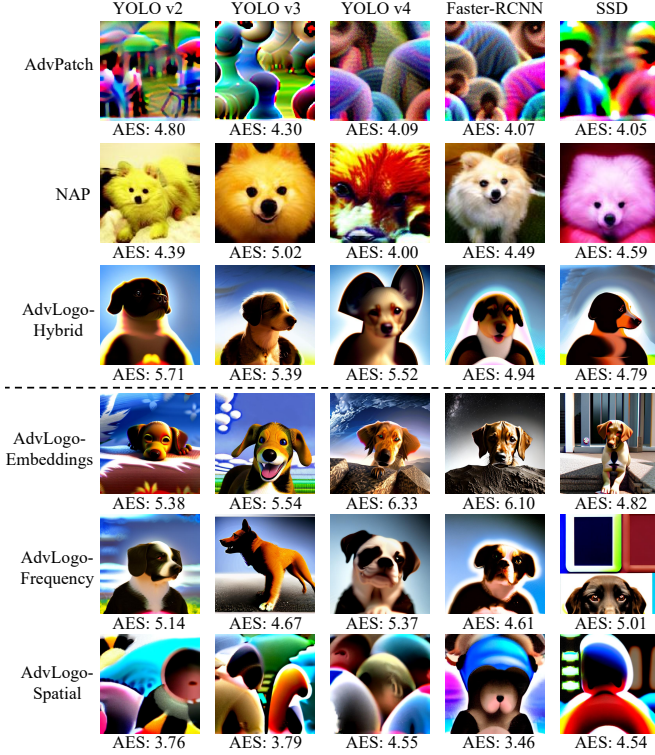 YOLO v2 YOLO v3 YOLO v4 Faster-RCNN SSD
AdvPatch
AES: 4.80 AES: 4.30 AES: 4.09 AES: 4.07 AES: 4.05
NAP
AES: 4.39 AES: 5.02 AES: 4.00 AES: 4.49 AES: 4.59
AdvLogo-
Hybrid
AES: 5.71 AES: 5.39 AES: 5.52 AES: 4.94 AES: 4.79
AdvLogo-
Embeddings
AES: 5.38 AES: 5.54 AES: 6.33 AES: 6.10 AES: 4.82
AdvLogo-
Frequency
AES: 5.14 AES: 4.67 AES: 5.37 AES: 4.61 AES: 5.01
AdvLogo-
Spatial
AES: 3.76 AES: 3.79 AES: 4.55 AES: 3.46 AES: 4.54